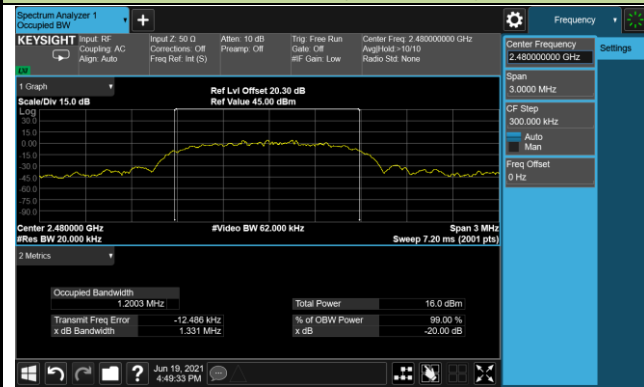 Spectrum Analyzer 1
Occupied BW
Frequency
KEYSIGHT
Input: RF
Coupling: AC
Align: Auto
Input Z: 50 Ω
Corrections: Off
Freq Ref: Int (S)
Atten: 10 dB
Preamp: Off
Trig: Free Run
Gate: Off
#IF Gain: Low
Center Freq: 2.480000000 GHz
Avg|Hold:>10/10
Radio Std: None
Center Frequency
2.480000000 GHz
Settings
Span
3.0000 MHz
CF Step
300.000 kHz
Auto
Man
Freq Offset
0 Hz
1 Graph
Scale/Div 15.0 dB
Ref Lvl Offset 20.30 dB
Ref Value 45.00 dBm
Log
30.0
15.0
0.00
-15.0
-30.0
-45.0
-60.0
-75.0
-90.0
Center 2.480000 GHz
#Res BW 20.000 kHz
#Video BW 62.000 kHz
Span 3 MHz
Sweep 7.20 ms (2001 pts)
2 Metrics
Occupied Bandwidth
1.2003 MHz
Total Power 16.0 dBm
Transmit Freq Error -12.486 kHz
% of OBW Power 99.00 %
x dB Bandwidth 1.331 MHz
x dB -20.00 dB
Jun 19, 2021
4:49:33 PM